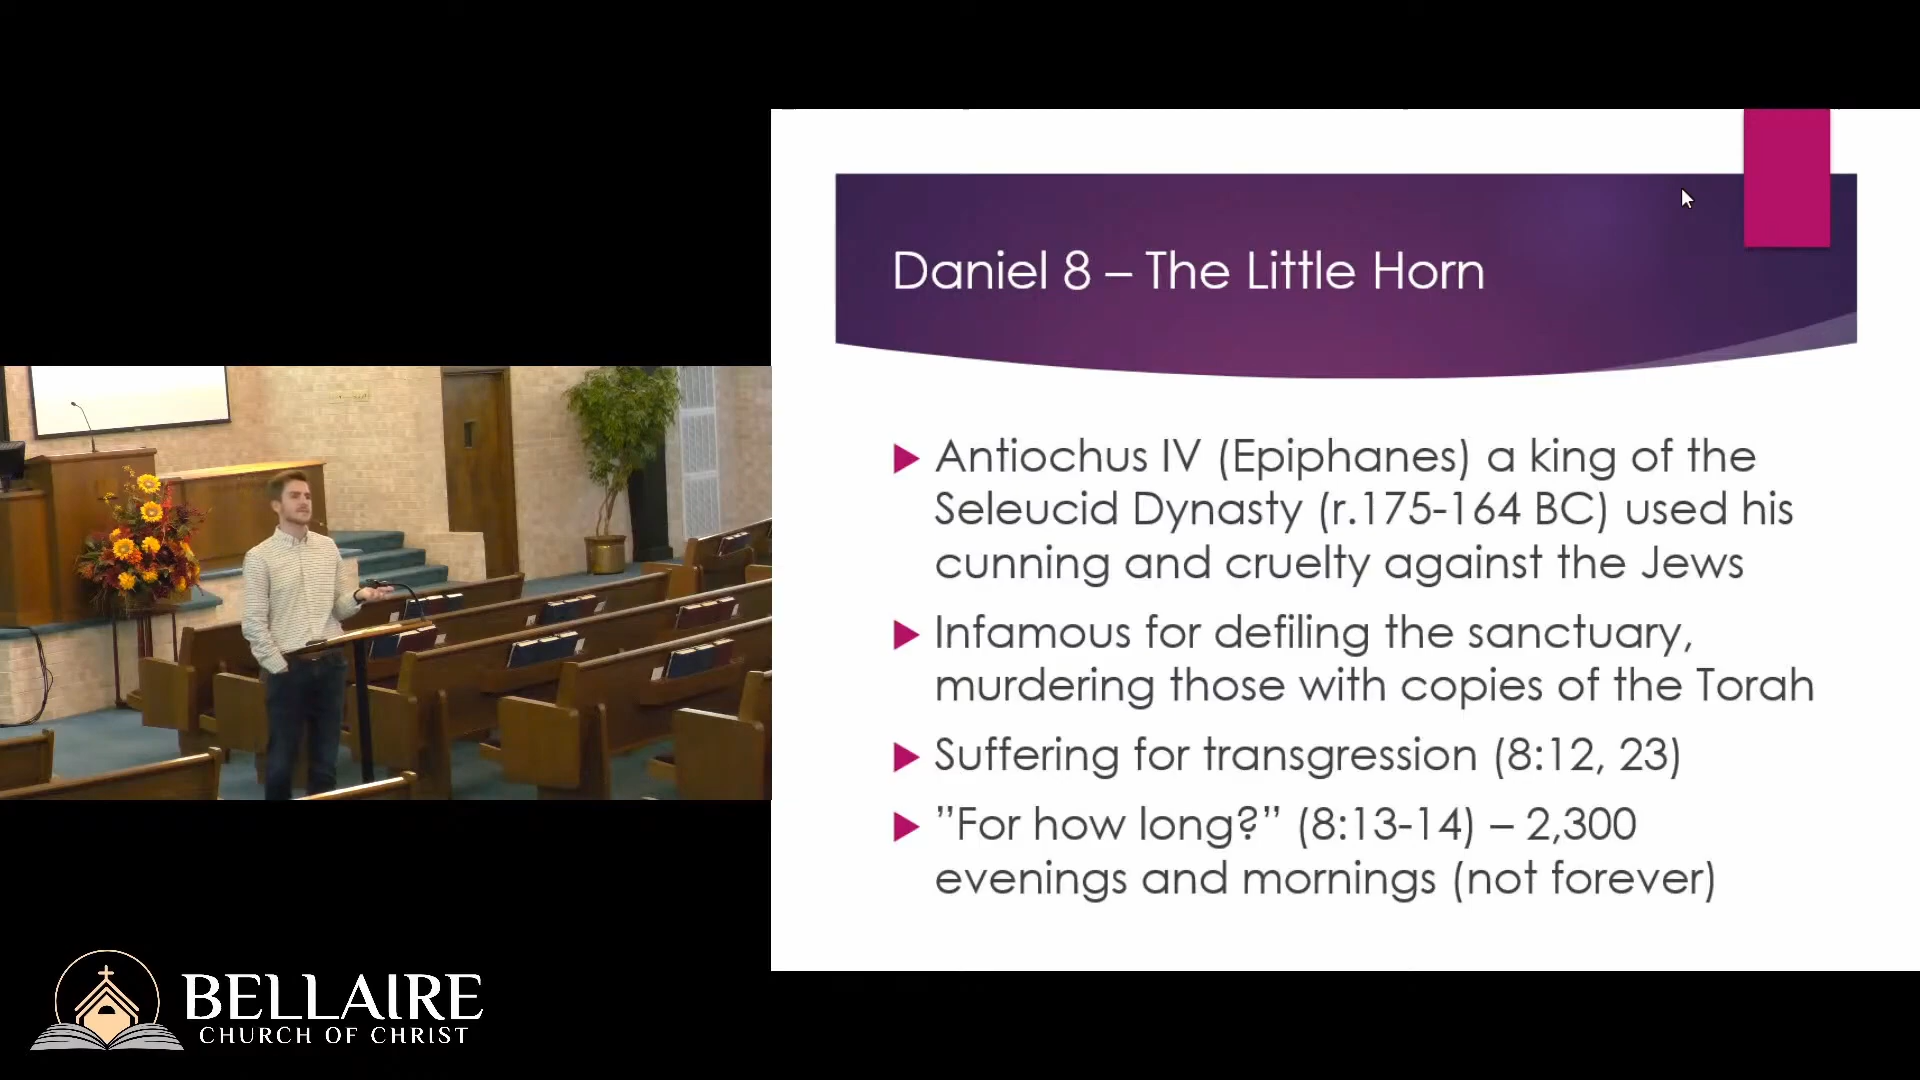 Daniel 8 – The Little Horn
Antiochus IV (Epiphanes) a king of the
Seleucid Dynasty (r.175-164 BC) used his
cunning and cruelty against the Jews
Infamous for defiling the sanctuary,
murdering those with copies of the Torah
Suffering for transgression (8:12, 23)
”For how long?” (8:13-14) – 2,300
evenings and mornings (not forever)
BELLAIRE
CHURCH OF CHRIST